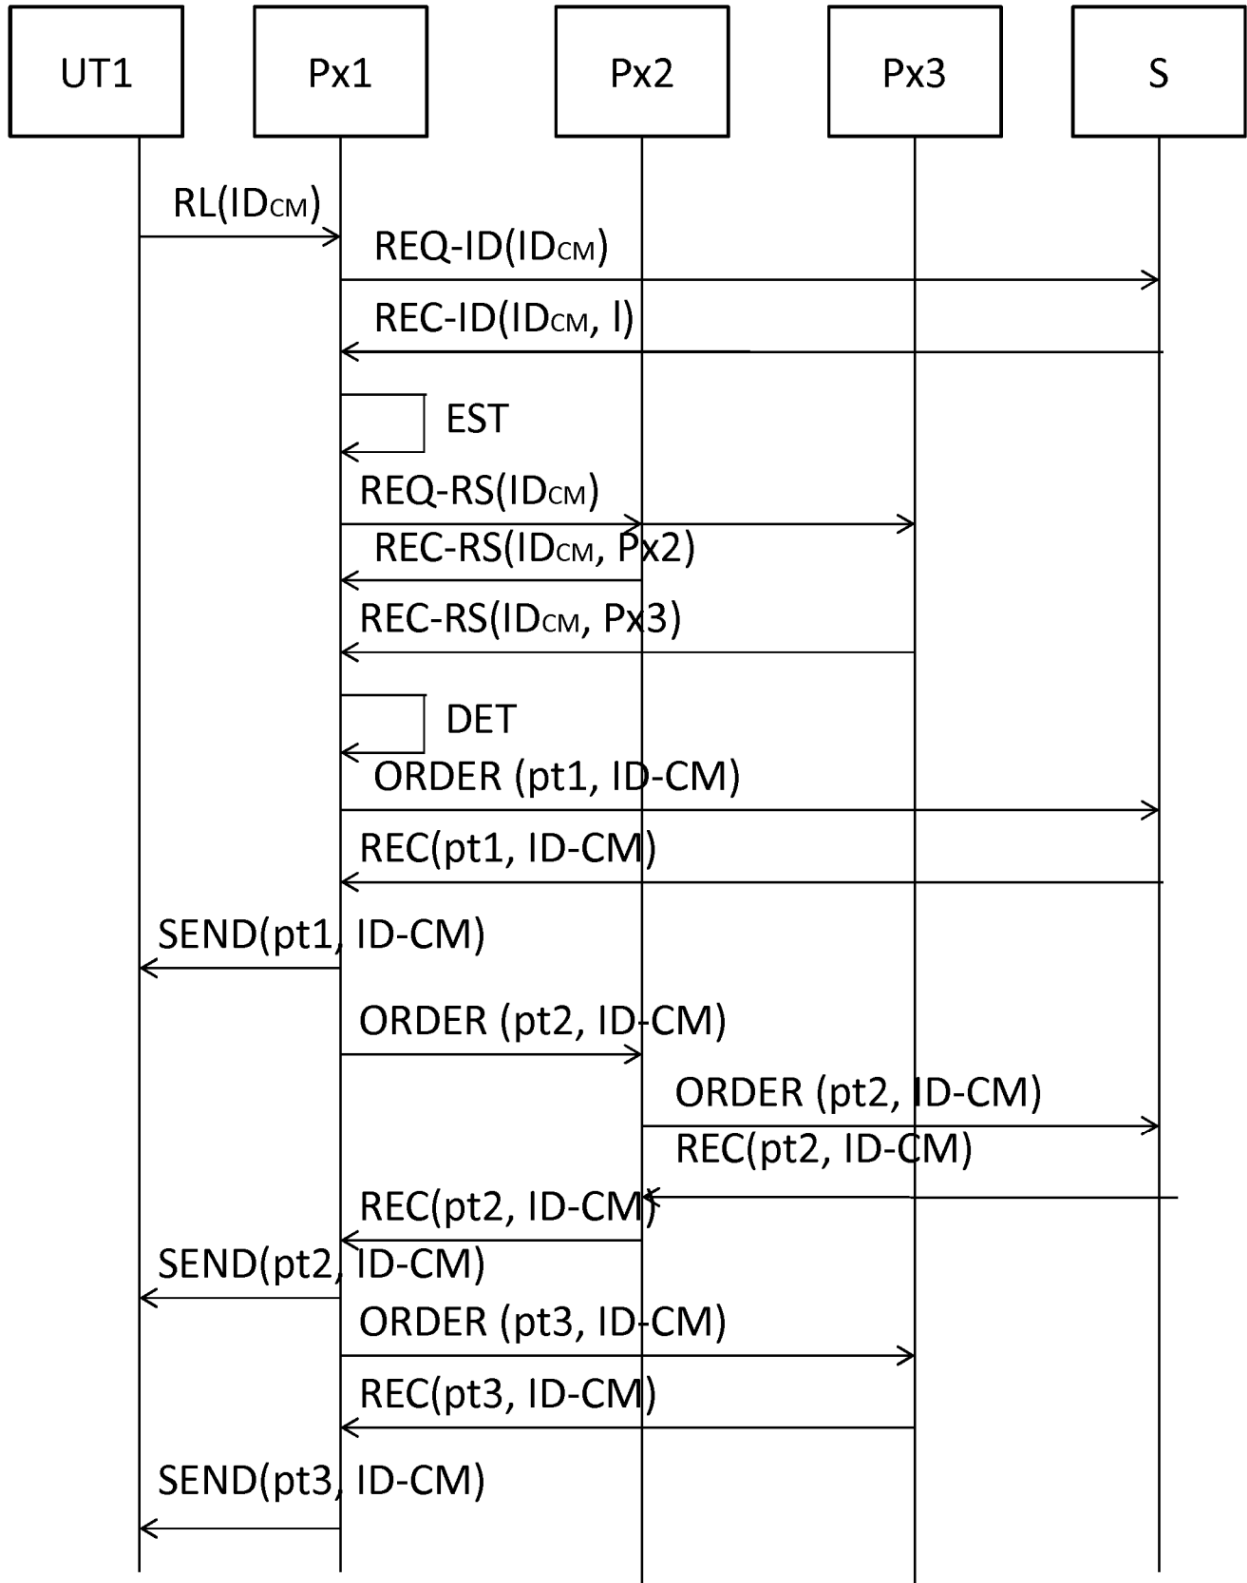 UT1 Px1 Px2 Px3 S
RL(IDCM)
REQ-ID(IDCM)
REC-ID(IDCM, l)
EST
REQ-RS(IDCM)
REC-RS(IDCM, Px2)
REC-RS(IDCM, Px3)
DET
ORDER (pt1, ID-CM)
REC(pt1, ID-CM)
SEND(pt1, ID-CM)
ORDER (pt2, ID-CM)
ORDER (pt2, ID-CM)
REC(pt2, ID-CM)
REC(pt2, ID-CM)
SEND(pt2, ID-CM)
ORDER (pt3, ID-CM)
REC(pt3, ID-CM)
SEND(pt3, ID-CM)